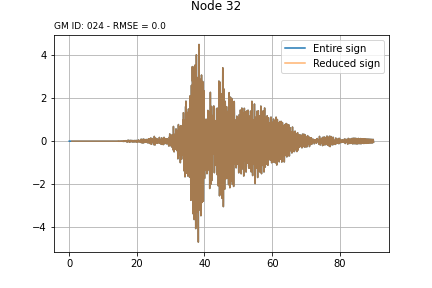 Node 32
GM ID: 024 - RMSE = 0.0
Entire sign
Reduced sign
4
2
0
−2
−4
0 20 40 60 80